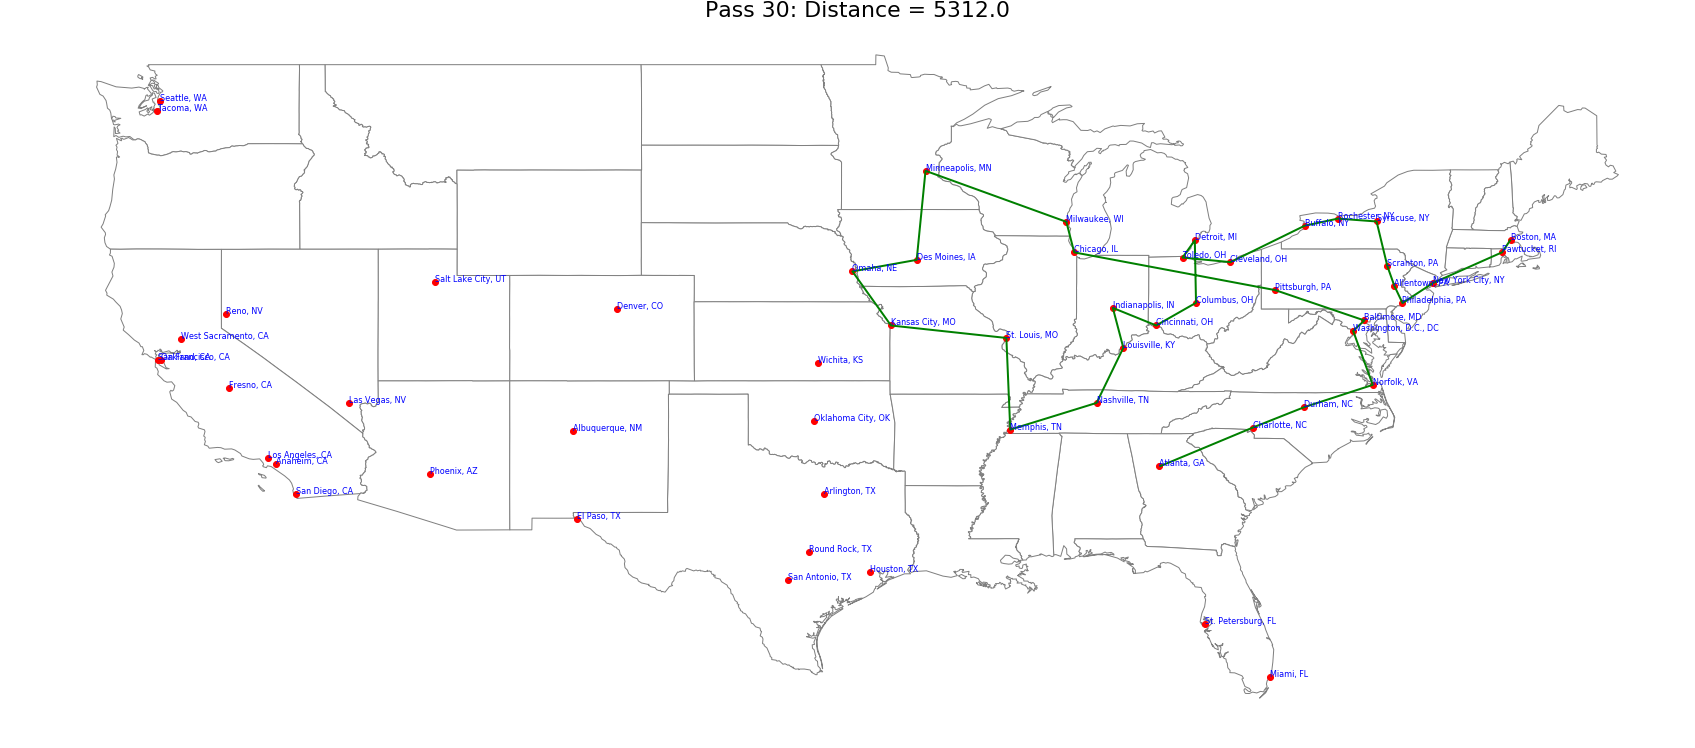 Pass 30: Distance = 5312.0
Seattle, WA
Tacoma, WA
Minneapolis, MN
Milwaukee, WI
Rochester, NY
Syracuse, NY
Buffalo, NY
Detroit, MI
Boston, MA
Pawtucket, RI
Chicago, IL
Toledo, OH
Cleveland, OH
Des Moines, IA
Scranton, PA
Omaha, NE
Salt Lake City, UT
New York City, NY
Allentown, PA
Pittsburgh, PA
Philadelphia, PA
Columbus, OH
Denver, CO
Indianapolis, IN
Reno, NV
Baltimore, MD
Kansas City, MO
Cincinnati, OH
Washington, D.C., DC
West Sacramento, CA
St. Louis, MO
Louisville, KY
San Francisco, CA
Wichita, KS
Fresno, CA
Norfolk, VA
Las Vegas, NV
Nashville, TN
Durham, NC
Oklahoma City, OK
Charlotte, NC
Albuquerque, NM
Memphis, TN
Los Angeles, CA
Anaheim, CA
Atlanta, GA
Phoenix, AZ
San Diego, CA
Arlington, TX
El Paso, TX
Round Rock, TX
Houston, TX
San Antonio, TX
St. Petersburg, FL
Miami, FL